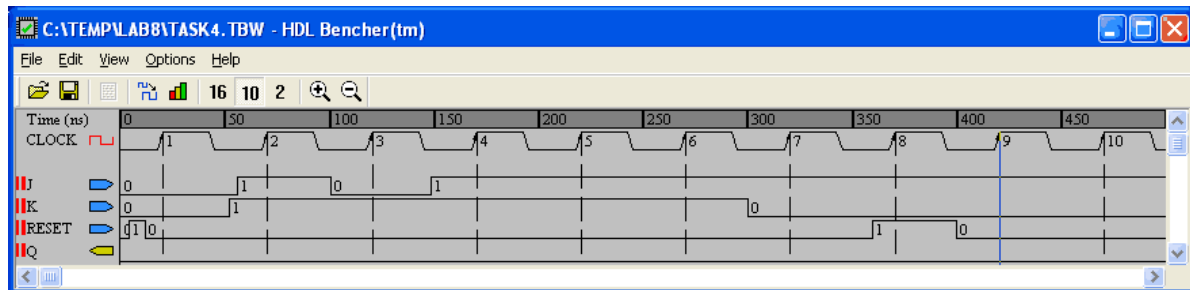 C:\TEMP\LAB8\TASK4.TBW - HDL Bencher(tm)
File Edit View Options Help
16 10 2
Time (ns) 0 50 100 150 200 250 300 350 400 450
CLOCK 1 2 3 4 5 6 7 8 9 10
J 0 1 0 1
K 0 1 0
RESET 0 1 0 1 0
Q